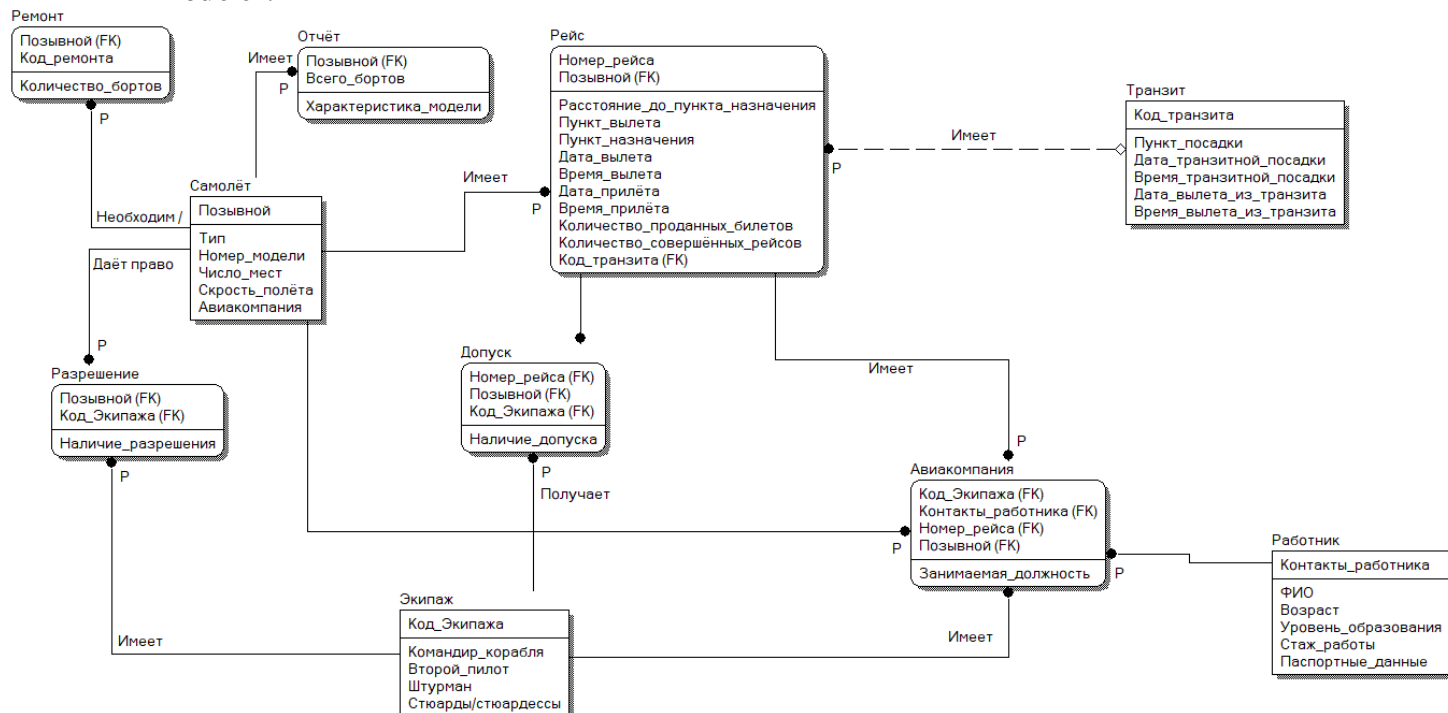 Ремонт
Позывной (FK)
Код_ремонта
Количество_бортов
P
Отчёт
Имеет
Позывной (FK)
Всего_бортов
P
Характеристика_модели
Рейс
Номер_рейса
Позывной (FK)
Расстояние_до_пункта_назначения
Пункт_вылета
Пункт_назначения
Дата_вылета
Время_вылета
Дата_прилёта
Время_прилёта
Количество_проданных_билетов
Количество_совершённых_рейсов
Код_транзита (FK)
Имеет
P
Транзит
Код_транзита
Пункт_посадки
Дата_транзитной_посадки
Время_транзитной_посадки
Дата_вылета_из_транзита
Время_вылета_из_транзита
Имеет
P
Самолёт
Позывной
Тип
Номер_модели
Число_мест
Скрость_полёта
Авиакомпания
Необходим /
Даёт право
P
Разрешение
Позывной (FK)
Код_Экипажа (FK)
Наличие_разрешения
P
Допуск
Номер_рейса (FK)
Позывной (FK)
Код_Экипажа (FK)
Наличие_допуска
P
Получает
Имеет
P
Авиакомпания
Код_Экипажа (FK)
Контакты_работника (FK)
Номер_рейса (FK)
Позывной (FK)
Занимаемая_должность
P
P
Работник
Контакты_работника
ФИО
Возраст
Уровень_образования
Стаж_работы
Паспортные_данные
Экипаж
Код_Экипажа
Командир_корабля
Второй_пилот
Штурман
Стюарды/стюардессы
Имеет
Имеет
P